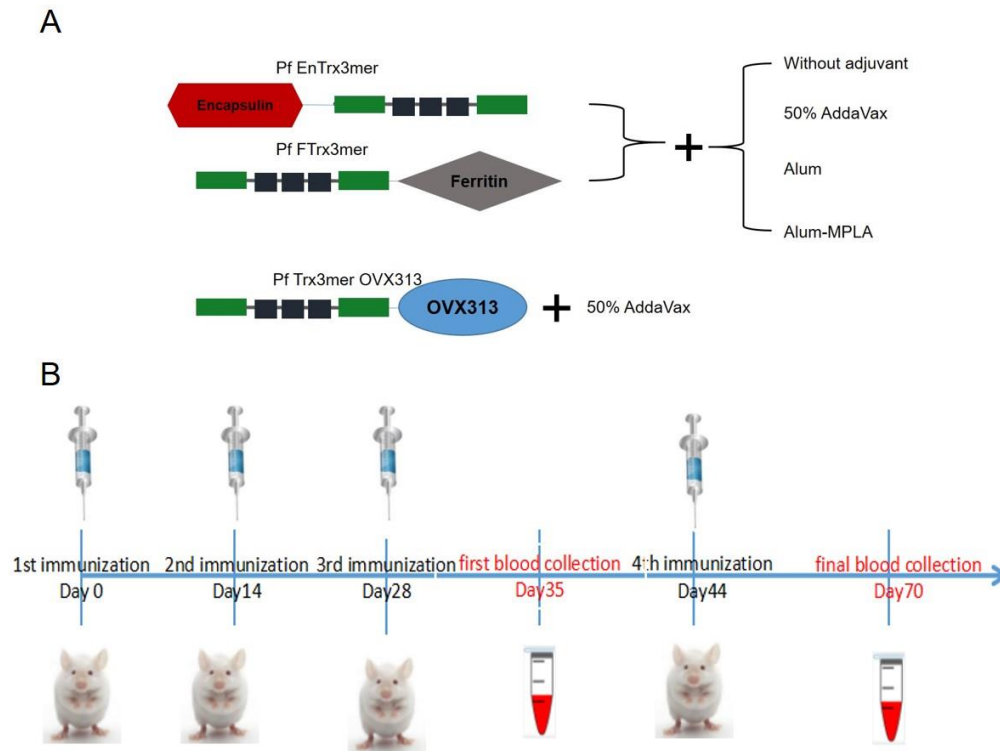 A
Pf EnTrx3mer
Encapsulin
Pf FTrx3mer
Ferritin
+
Without adjuvant
50% AddaVax
Alum
Alum-MPLA
Pf Trx3mer OVX313
OVX313
+
50% AddaVax
B
1st immunization
Day 0
2nd immunization
Day14
3rd immunization
Day28
first blood collection
Day35
4th immunization
Day44
final blood collection
Day70